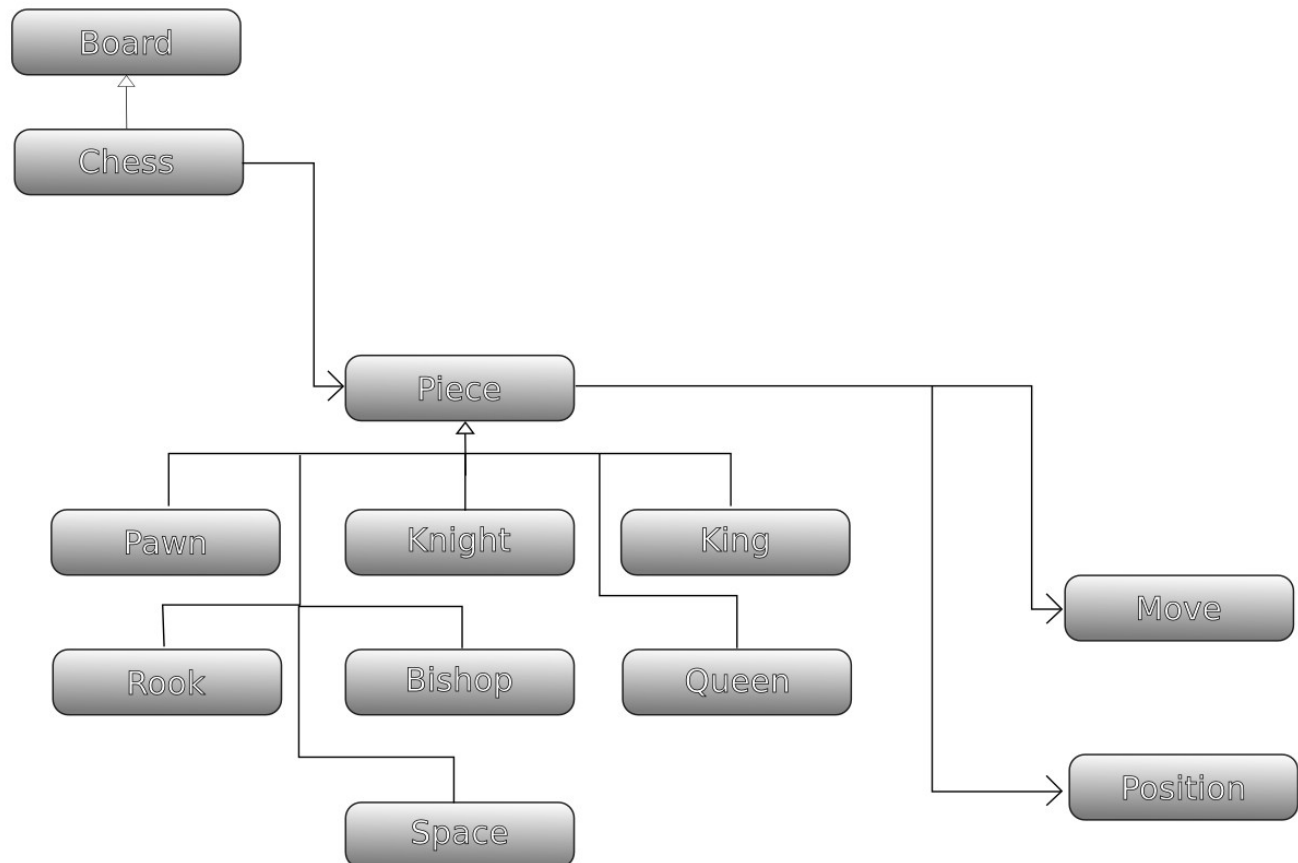 Board
Chess
Piece
Pawn
Knight
King
Move
Rook
Bishop
Queen
Position
Space